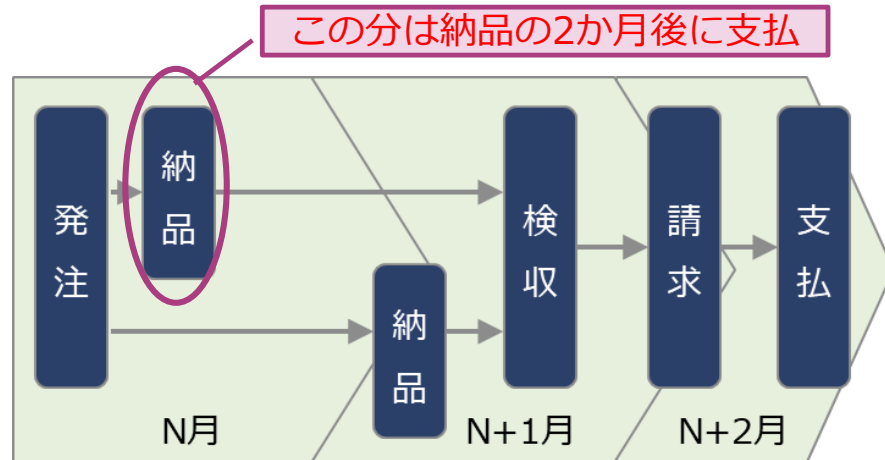 この分は納品の2か月後に支払
発注
納品
納品
検収
請求
支払
N月
N+1月
N+2月